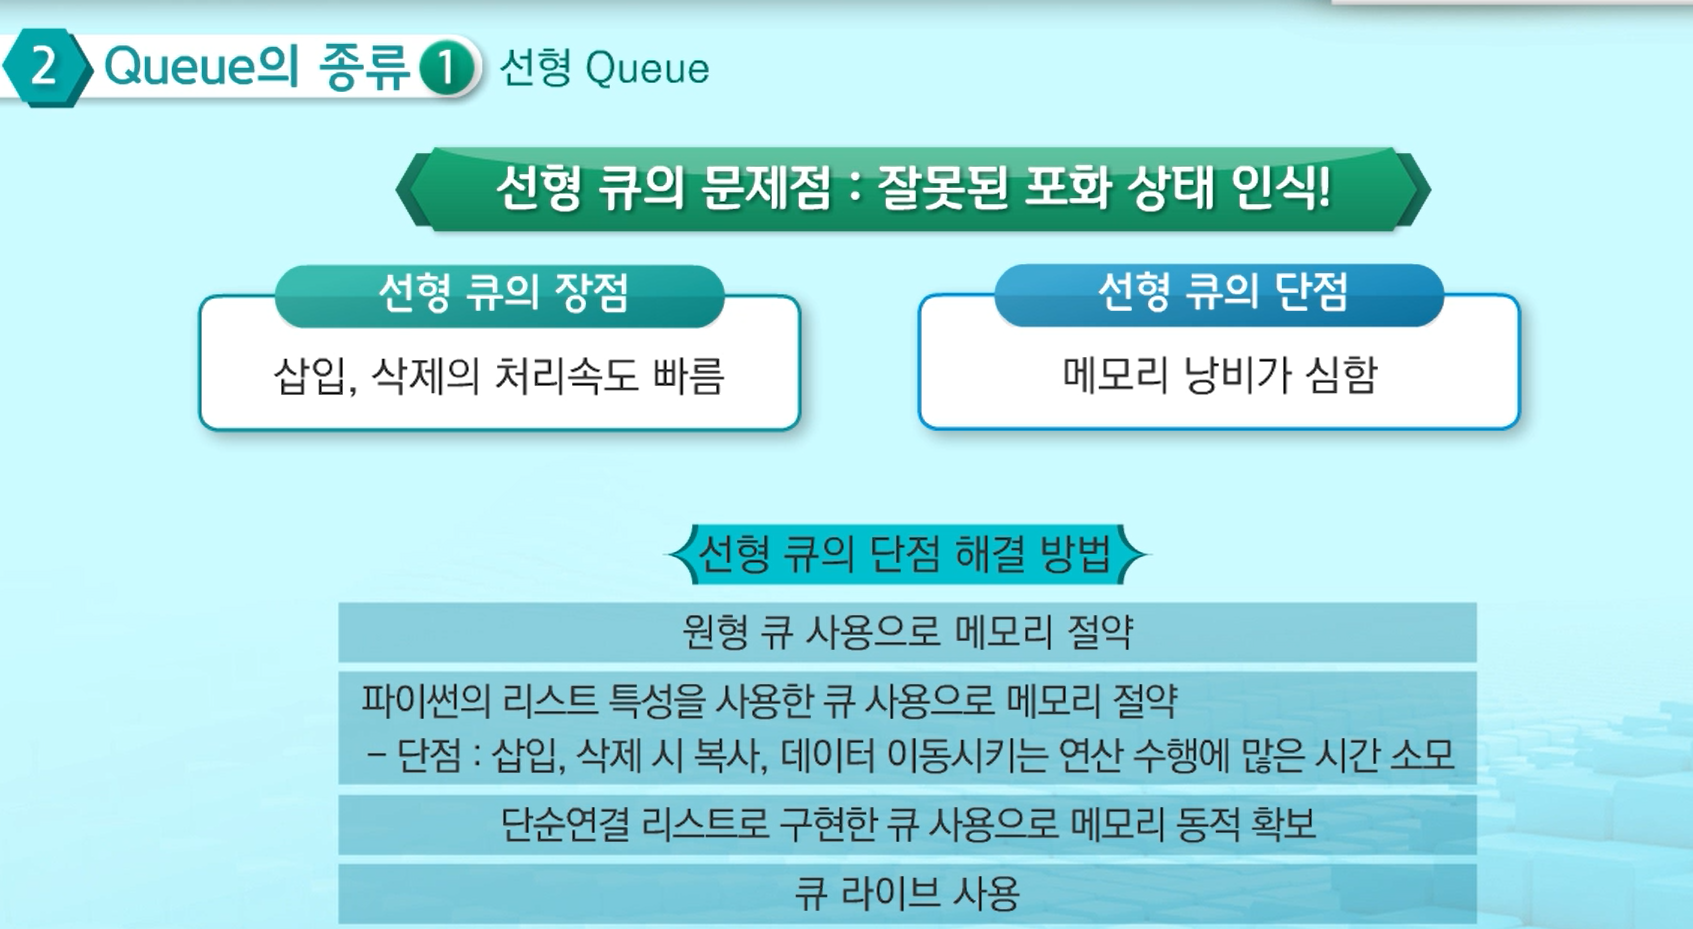 2 Queue의 종류 1 선형 Queue
선형 큐의 문제점 : 잘못된 포화 상태 인식!
선형 큐의 장점
삽입, 삭제의 처리속도 빠름
선형 큐의 단점
메모리 낭비가 심함
선형 큐의 단점 해결 방법
원형 큐 사용으로 메모리 절약
파이썬의 리스트 특성을 사용한 큐 사용으로 메모리 절약
– 단점 : 삽입, 삭제 시 복사, 데이터 이동시키는 연산 수행에 많은 시간 소모
단순연결 리스트로 구현한 큐 사용으로 메모리 동적 확보
큐 라이브 사용